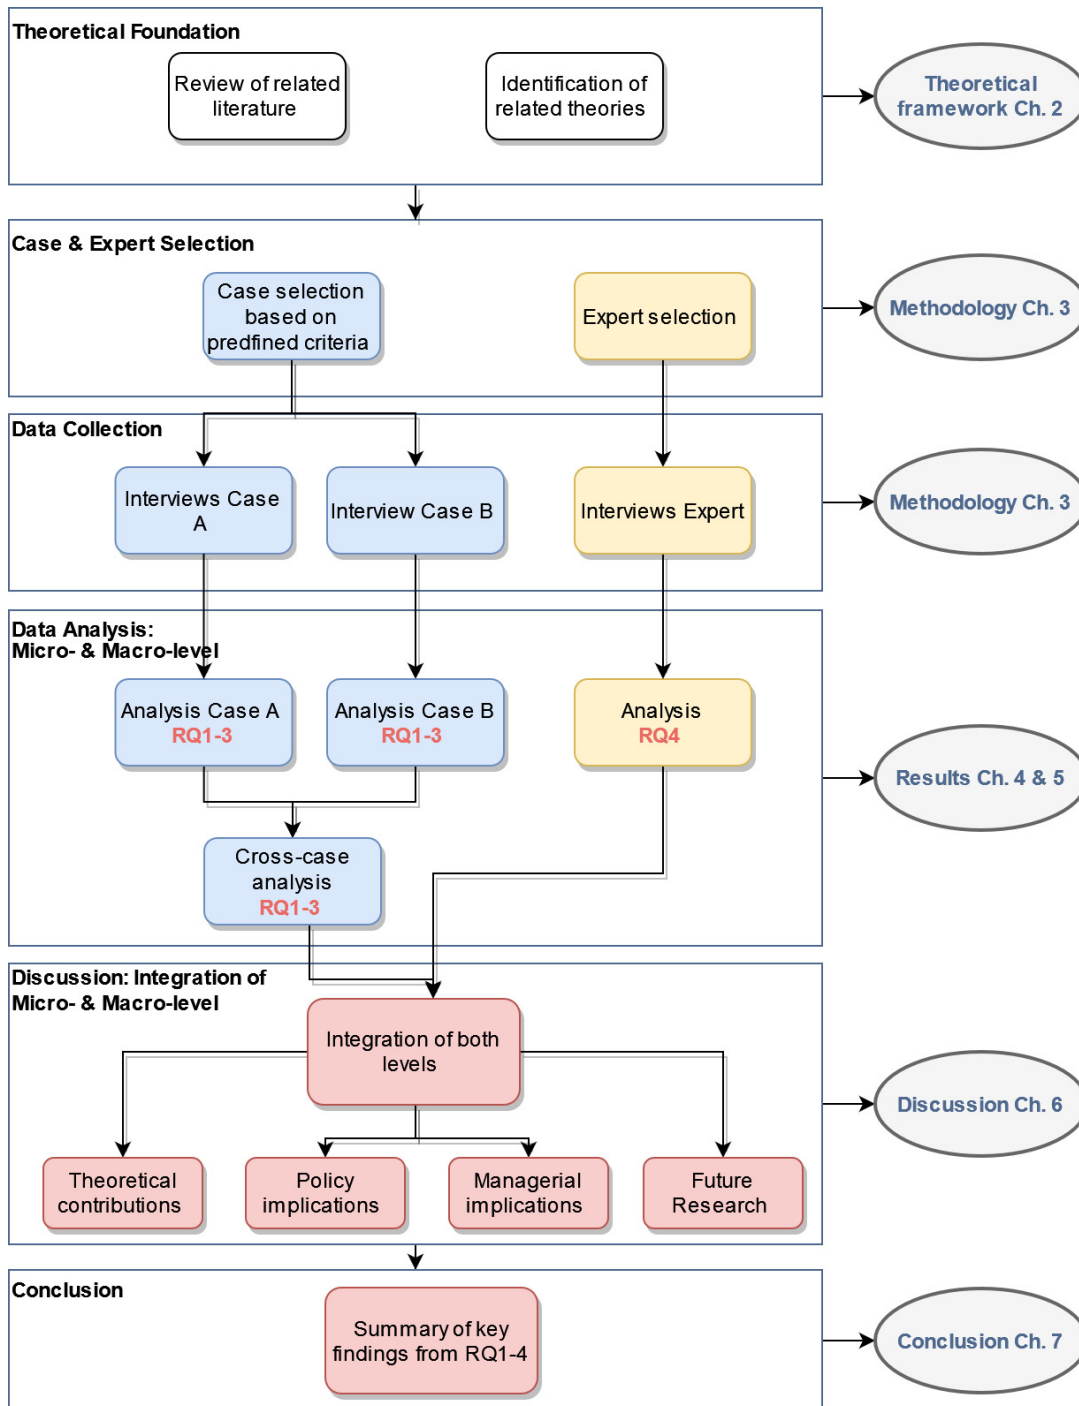 Theoretical Foundation
Review of related
literature
Identification of
related theories
Theoretical
framework Ch. 2
Case & Expert Selection
Case selection
based on
predfined criteria
Expert selection
Methodology Ch. 3
Data Collection
Interviews Case
A
Interview Case B
Interviews Expert
Methodology Ch. 3
Data Analysis:
Micro- & Macro-level
Analysis Case A
RQ1-3
Analysis Case B
RQ1-3
Analysis
RQ4
Results Ch. 4 & 5
Cross-case
analysis
RQ1-3
Discussion: Integration of
Micro- & Macro-level
Integration of both
levels
Discussion Ch. 6
Theoretical
contributions
Policy
implications
Managerial
implications
Future
Research
Conclusion
Summary of key
findings from RQ1-4
Conclusion Ch. 7